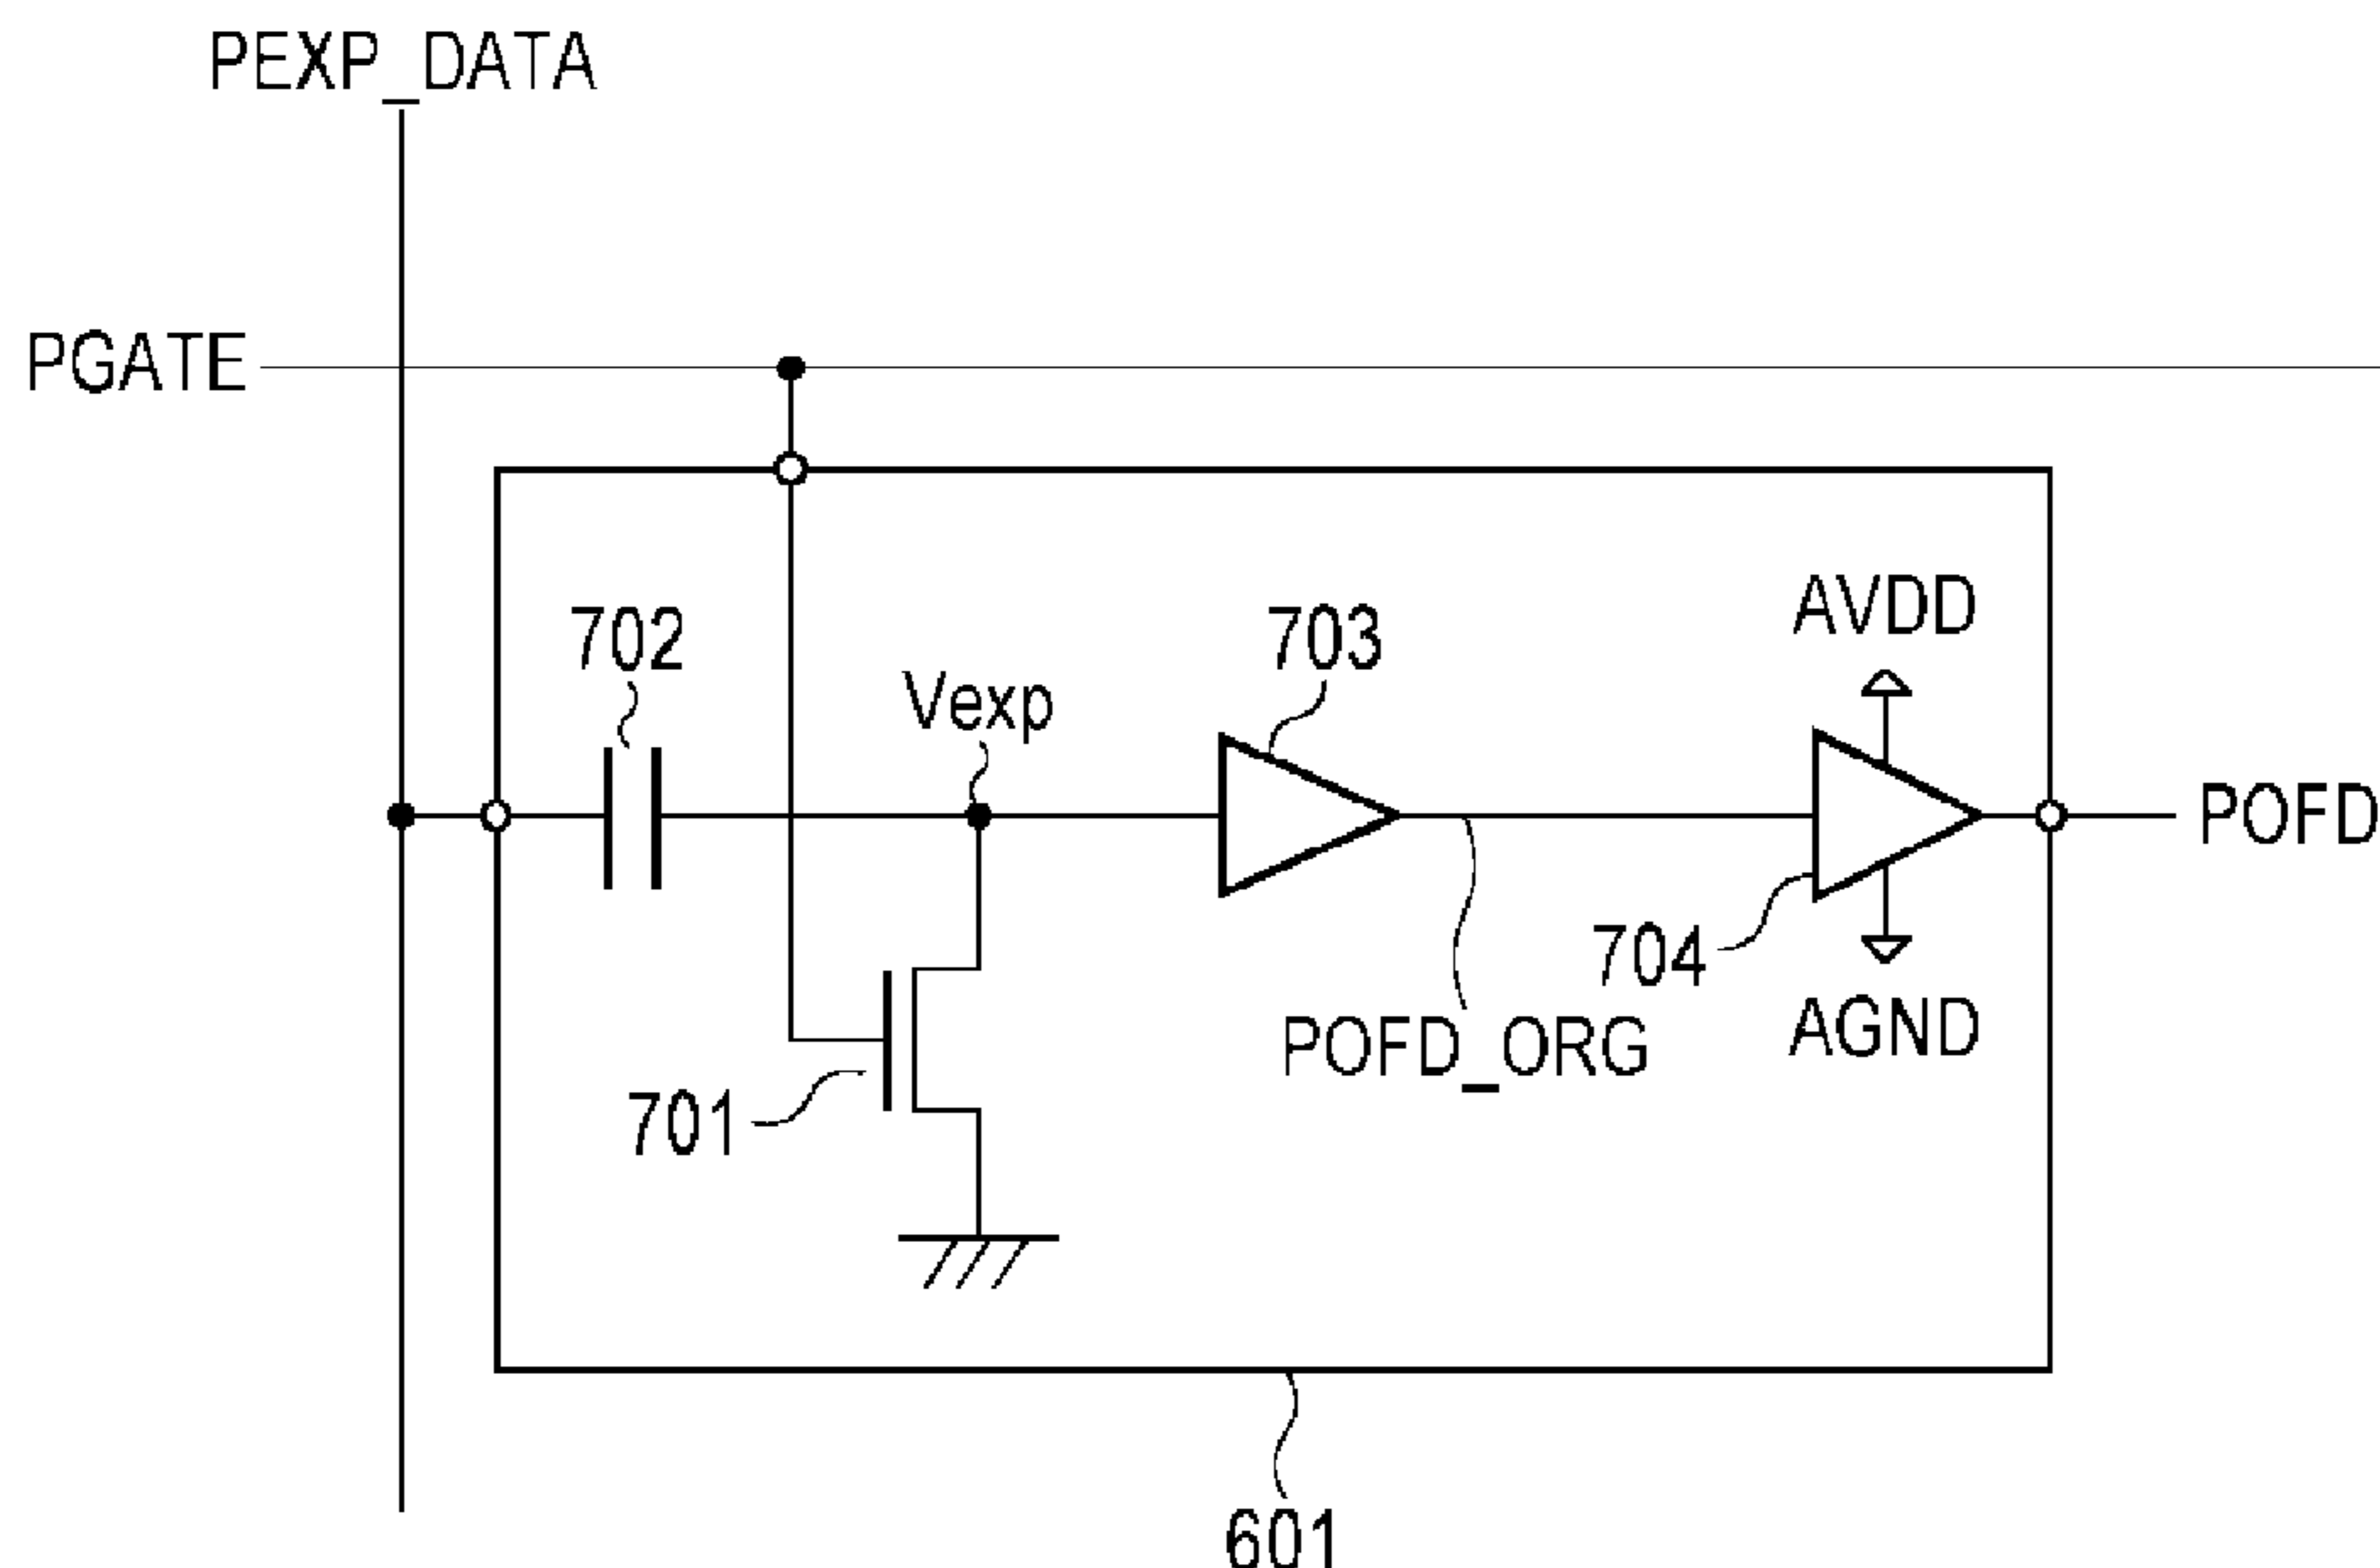 PEXP_DATA
PGATE
702
Vexp
703
AVDD
POFD
704
POFD_ORG
AGND
701
601